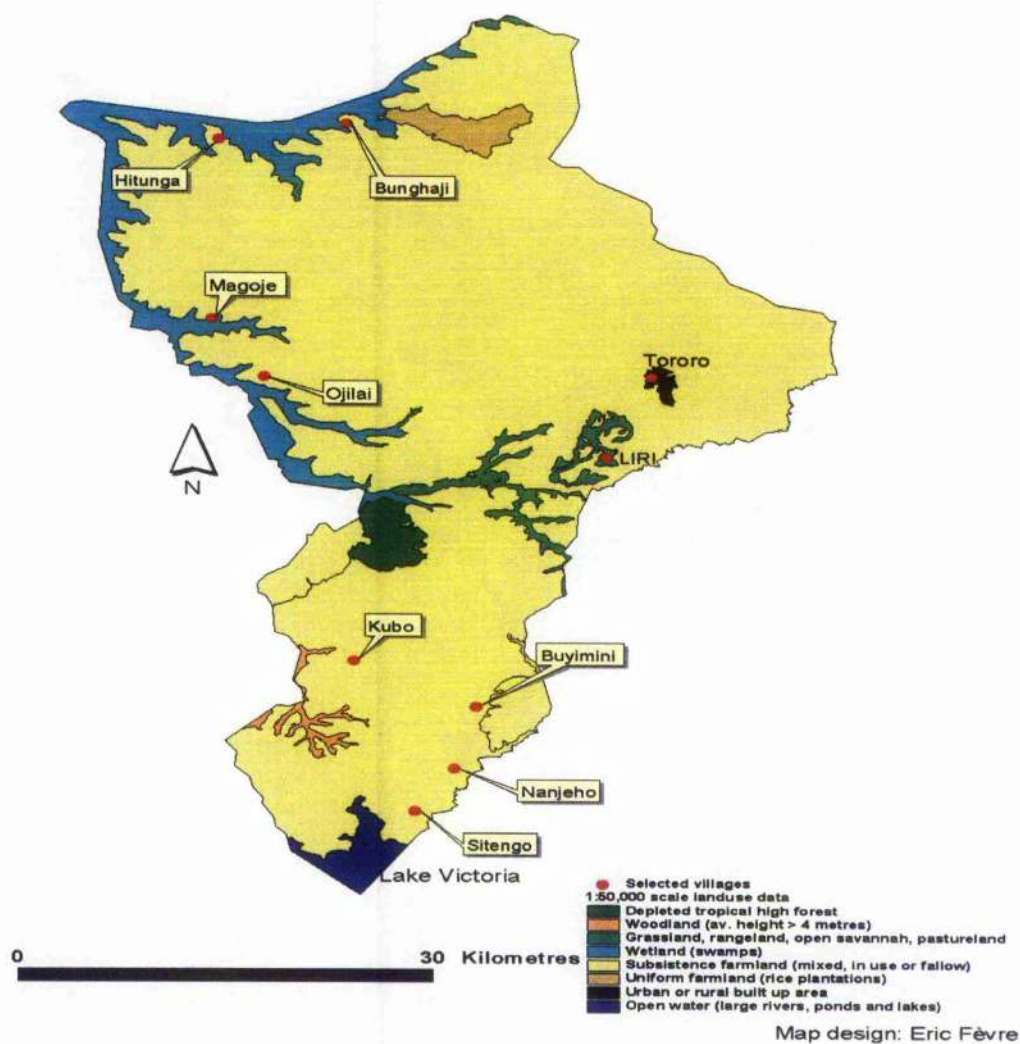 Hitunga
Bunghaji
Magoje
Ojilai
Tororo
LIRI
N
Kubo
Buyimini
Nanjeho
Sitengo
Lake Victoria
0 30 Kilometres
Selected villages
1:50,000 scale landuse data
Depleted tropical high forest
Woodland (av. height > 4 metres)
Grassland, rangeland, open savannah, pastureland
Wetland (swamps)
Subsistence farmland (mixed, in use or fallow)
Uniform farmland (rice plantations)
Urban or rural built up area
Open water (large rivers, ponds and lakes)
Map design: Eric Fèvre